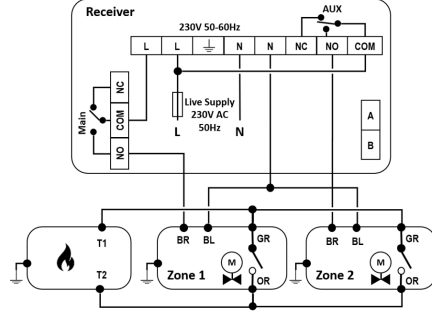 Receiver
AUX
230V 50-60Hz
L L N N NC NO COM
NC
COM
NO
Main
Live Supply
230V AC
50Hz
L N
A
B
T1
T2
BR BL GR
M
Zone 1
OR
BR BL GR
M
Zone 2
OR